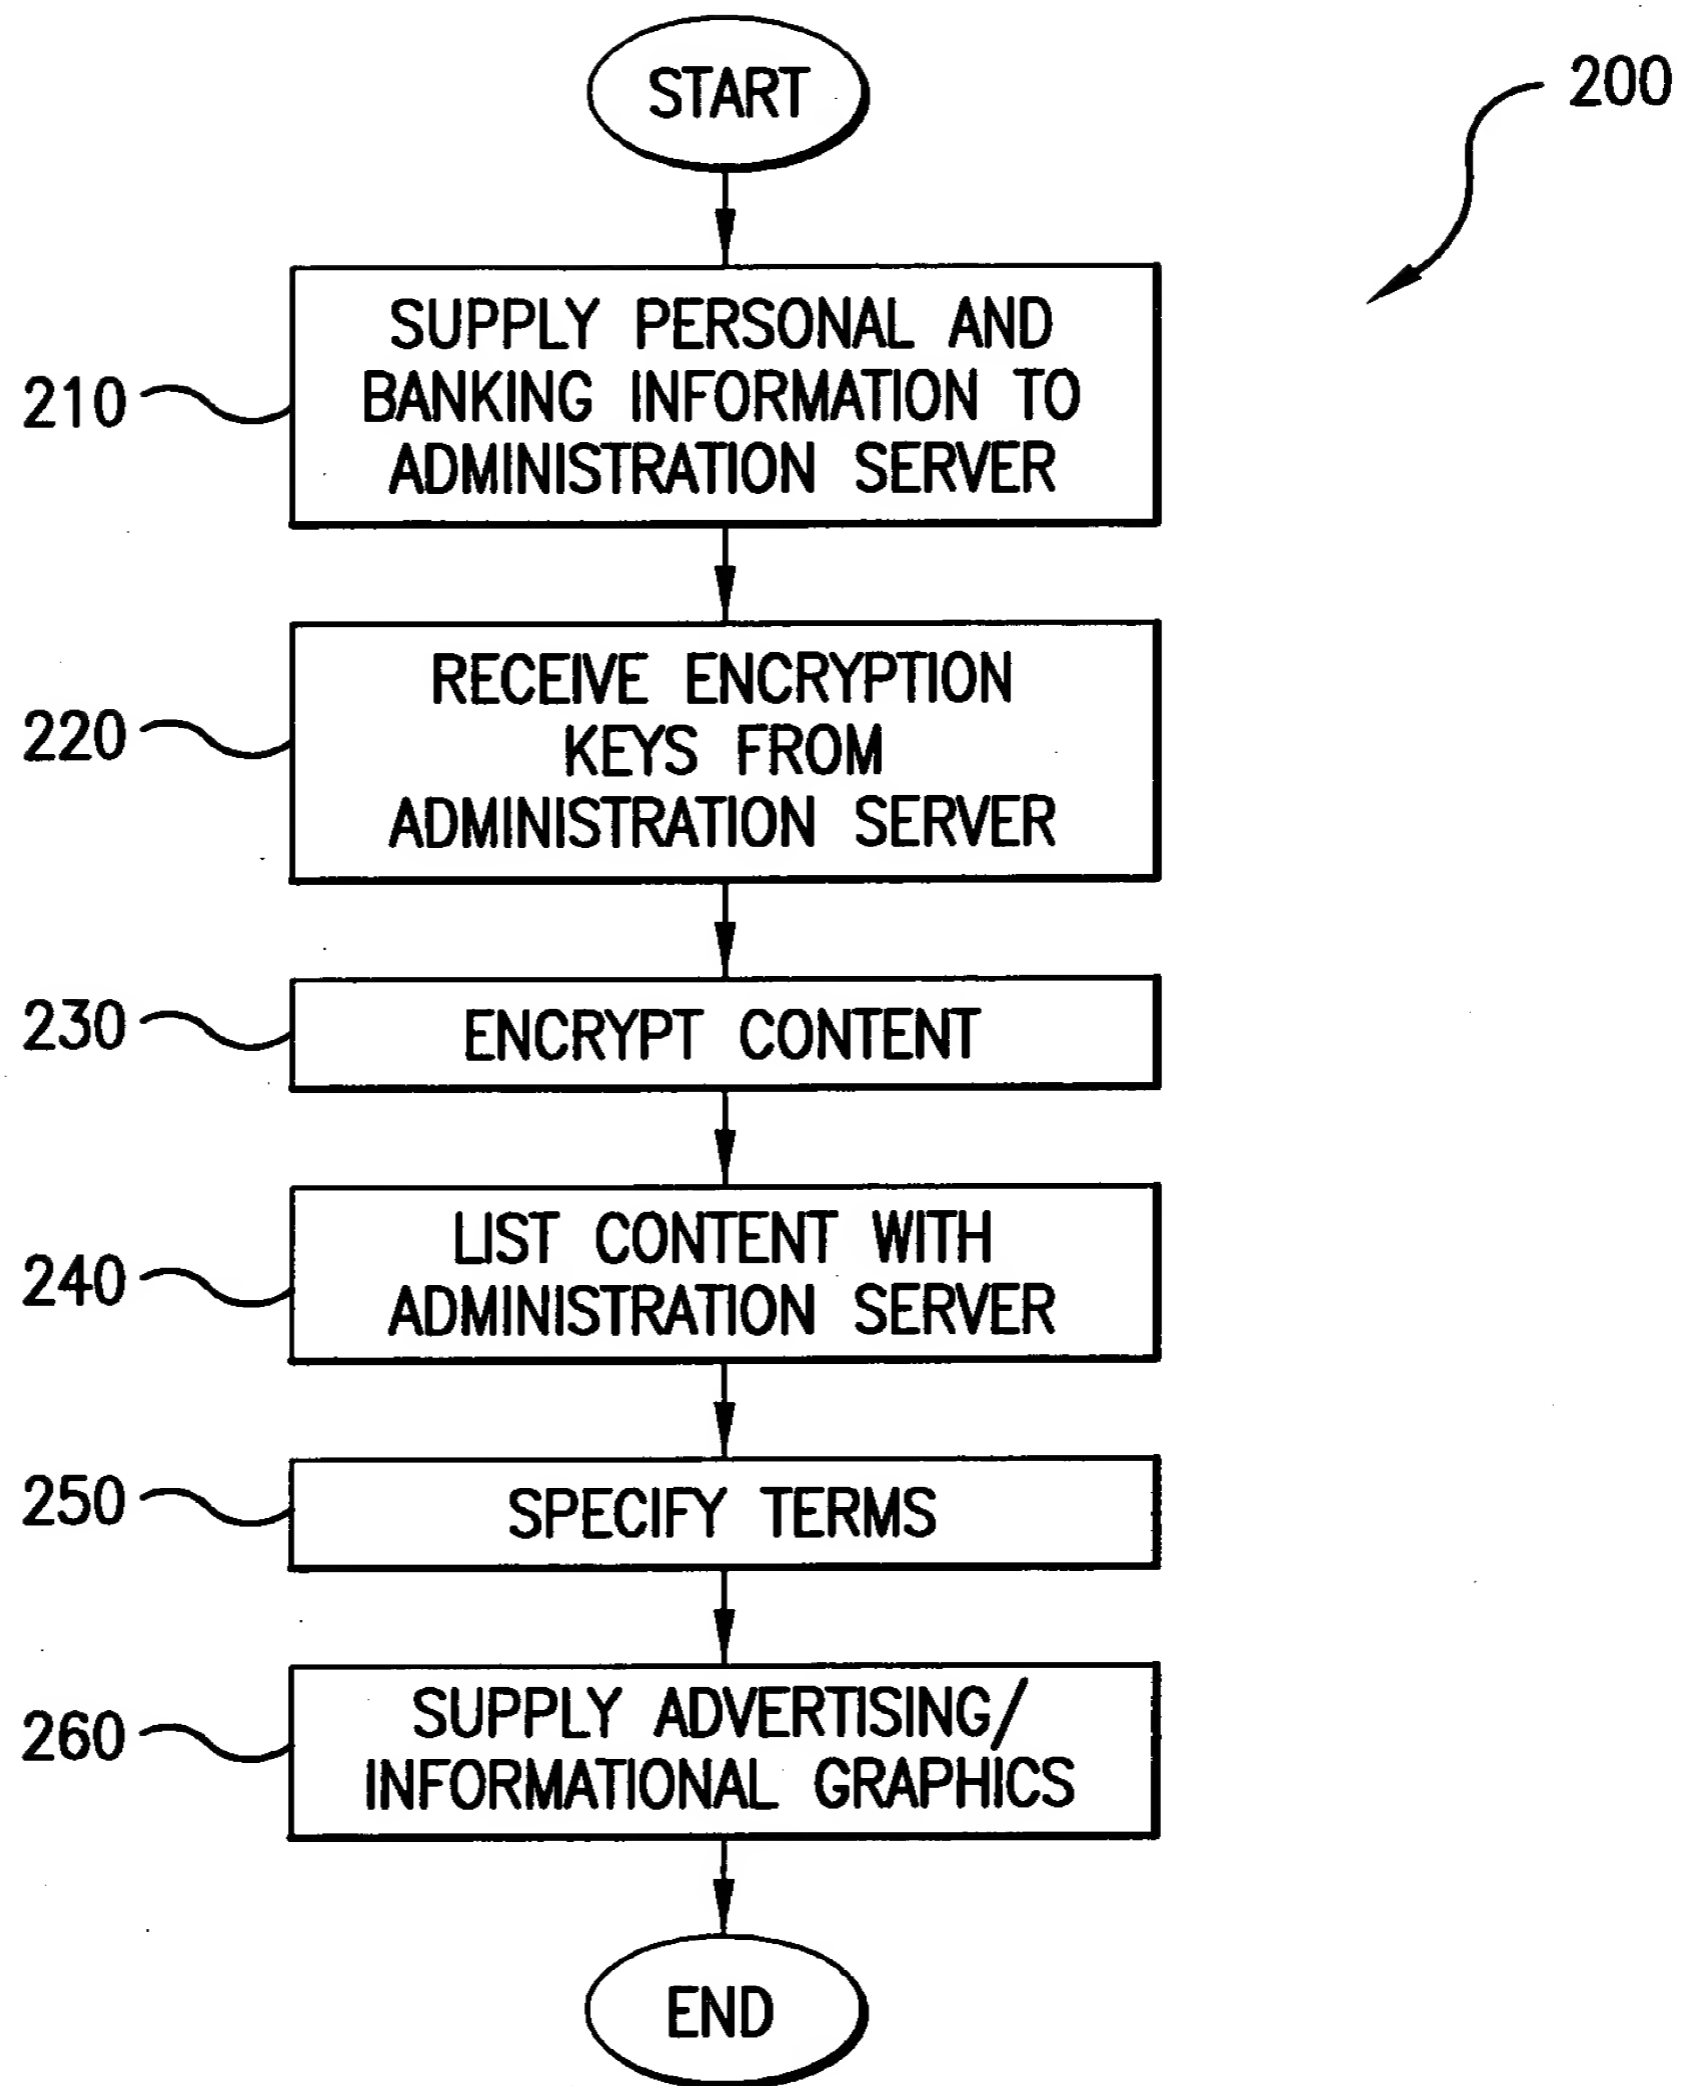 START
200
SUPPLY PERSONAL AND
BANKING INFORMATION TO
ADMINISTRATION SERVER
210
RECEIVE ENCRYPTION
KEYS FROM
ADMINISTRATION SERVER
220
ENCRYPT CONTENT
230
LIST CONTENT WITH
ADMINISTRATION SERVER
240
SPECIFY TERMS
250
SUPPLY ADVERTISING/
INFORMATIONAL GRAPHICS
260
END